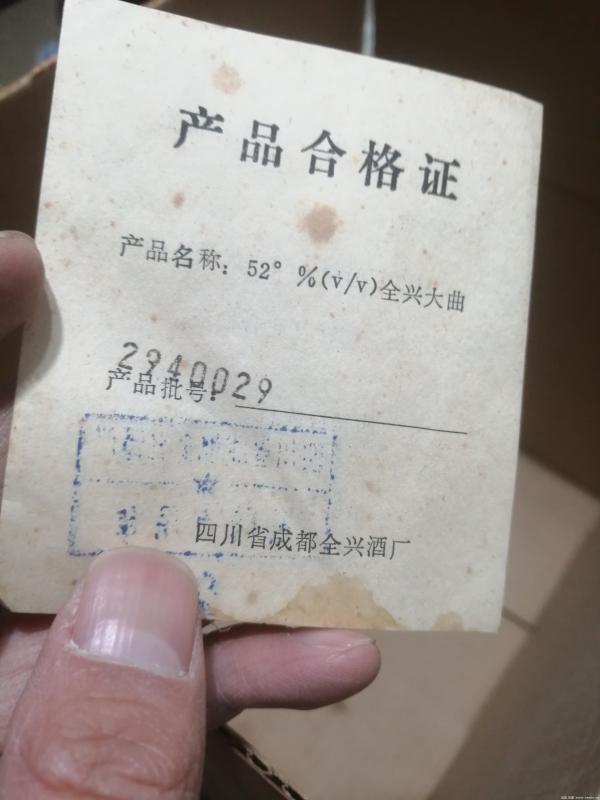 产品合格证
产品名称：52° %(v/v)全兴大曲
2940029
产品批号：
四川省成都全兴酒厂